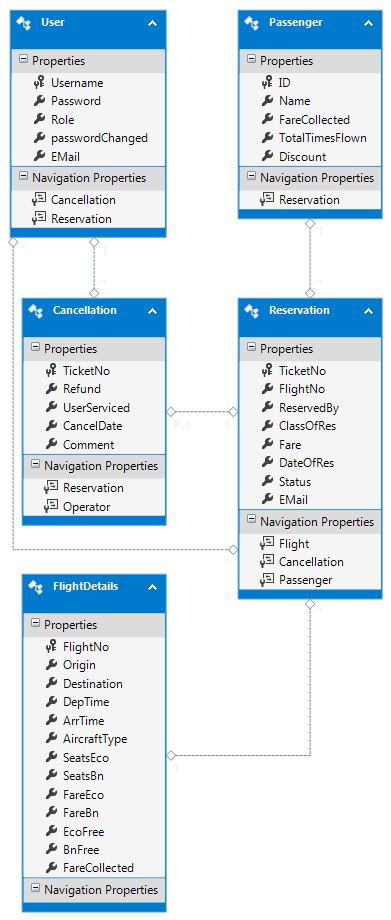 User
Properties
Username
Password
Role
passwordChanged
EMail
Navigation Properties
Cancellation
Reservation
Passenger
Properties
ID
Name
FareCollected
TotalTimesFlown
Discount
Navigation Properties
Reservation
Cancellation
Properties
TicketNo
Refund
UserServiced
CancelDate
Comment
Navigation Properties
Reservation
Operator
Reservation
Properties
TicketNo
FlightNo
ReservedBy
ClassOfRes
Fare
DateOfRes
Status
EMail
Navigation Properties
Flight
Cancellation
Passenger
FlightDetails
Properties
FlightNo
Origin
Destination
DepTime
ArrTime
AircraftType
SeatsEco
SeatsBn
FareEco
FareBn
EcoFree
BnFree
FareCollected
Navigation Properties
1
*
1
*
0..1
1
1